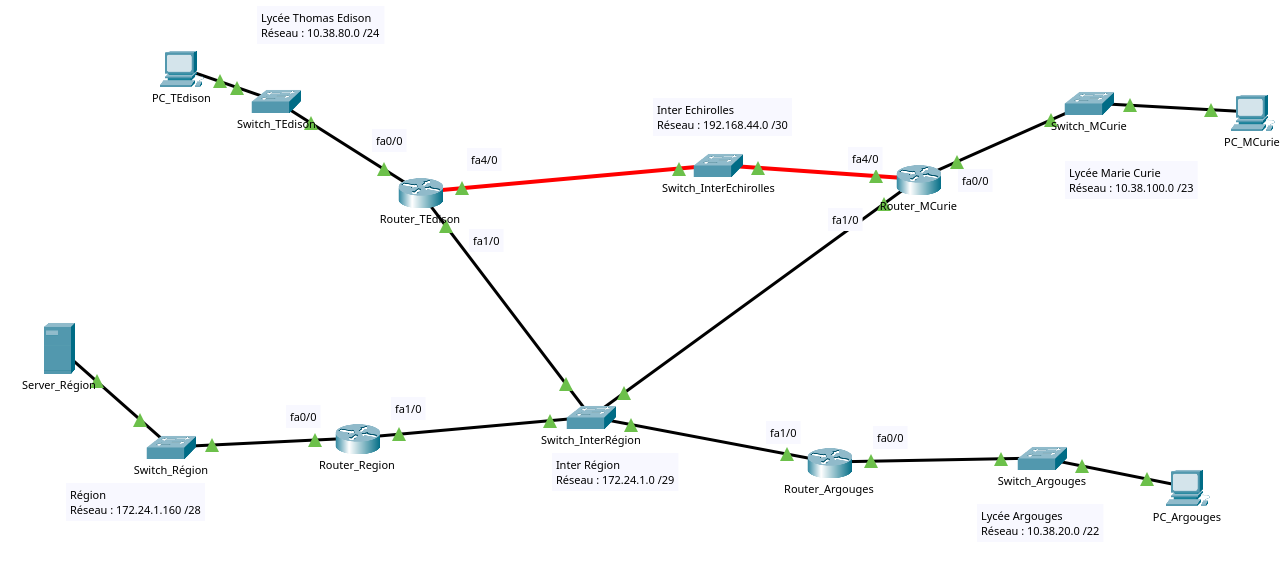 Lycée Thomas Edison
Réseau : 10.38.80.0 /24
PC_TEdison
Switch_TEdison
fa0/0
fa4/0
Router_TEdison
fa1/0
Inter Echirolles
Réseau : 192.168.44.0 /30
Switch_InterEchirolles
fa4/0
Router_MCurie
fa0/0
fa1/0
Switch_MCurie
PC_MCurie
Lycée Marie Curie
Réseau : 10.38.100.0 /23
Server_Région
Switch_Région
Région
Réseau : 172.24.1.160 /28
fa0/0
fa1/0
Router_Region
Switch_InterRégion
Inter Région
Réseau : 172.24.1.0 /29
fa1/0
fa0/0
Router_Argouges
Switch_Argouges
PC_Argouges
Lycée Argouges
Réseau : 10.38.20.0 /22